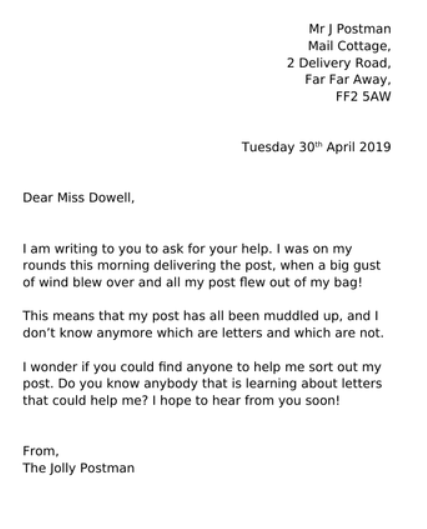 Mr J Postman
Mail Cottage,
2 Delivery Road,
Far Far Away,
FF2 5AW
Tuesday 30th April 2019
Dear Miss Dowell,
I am writing to you to ask for your help. I was on my
rounds this morning delivering the post, when a big gust
of wind blew over and all my post flew out of my bag!
This means that my post has all been muddled up, and I
don’t know anymore which are letters and which are not.
I wonder if you could find anyone to help me sort out my
post. Do you know anybody that is learning about letters
that could help me? I hope to hear from you soon!
From,
The Jolly Postman